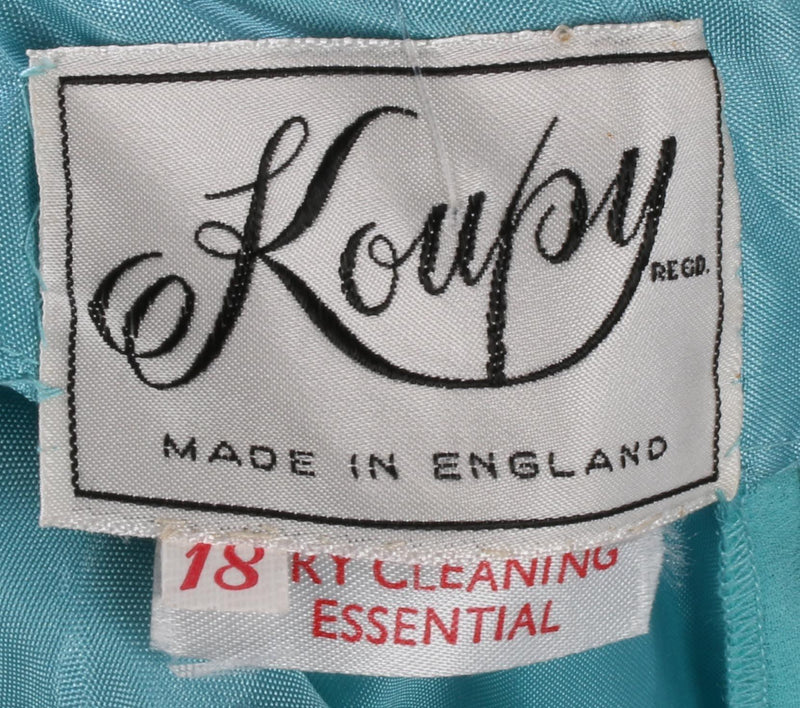 Koupy
REGD.
MADE IN ENGLAND
18 RY CLEANING
ESSENTIAL